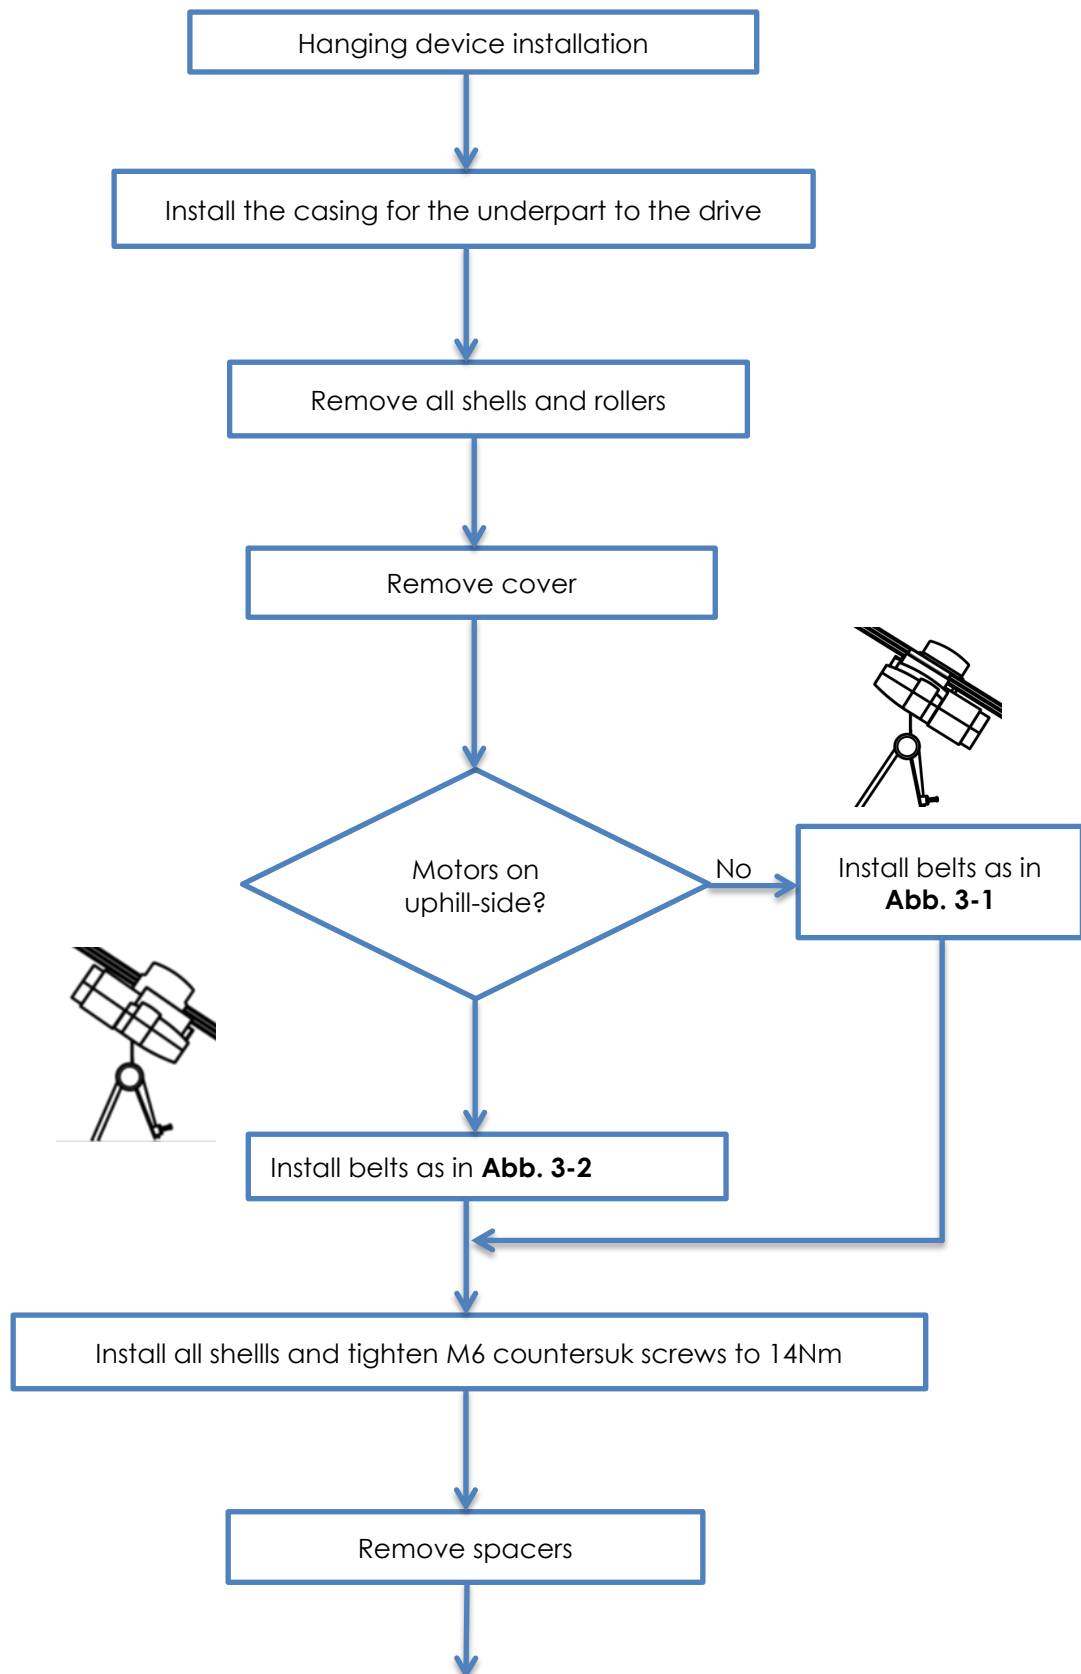 Hanging device installation
Install the casing for the underpart to the drive
Remove all shells and rollers
Remove cover
Motors on
uphill-side?
No
Install belts as in
Abb. 3-1
Install belts as in Abb. 3-2
Install all shellls and tighten M6 countersuk screws to 14Nm
Remove spacers